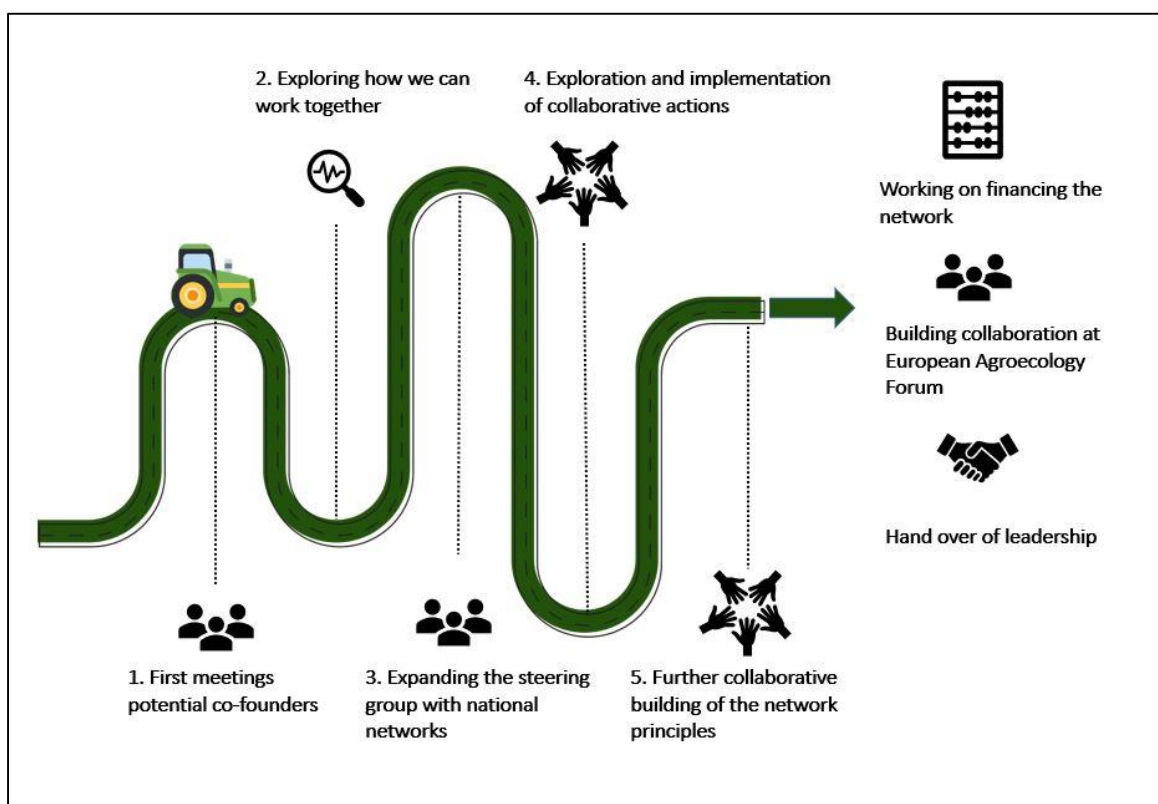 2. Exploring how we can
work together
4. Exploration and implementation
of collaborative actions
Working on financing the
network
Building collaboration at
European Agroecology
Forum
Hand over of leadership
1. First meetings
potential co-founders
3. Expanding the steering
group with national
networks
5. Further collaborative
building of the network
principles